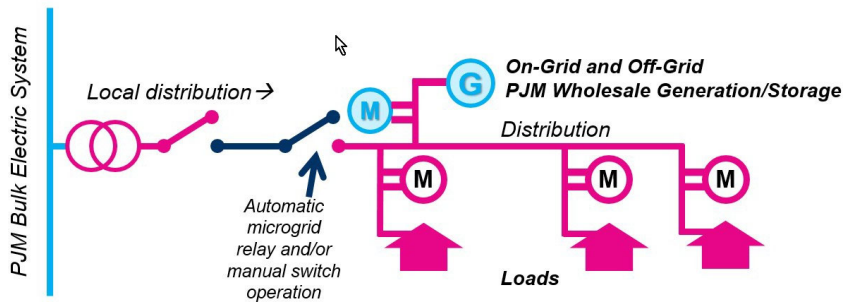 PJM Bulk Electric System
Local distribution →
M
G
On-Grid and Off-Grid
PJM Wholesale Generation/Storage
Distribution
M
M
M
Automatic
microgrid
relay and/or
manual switch
operation
Loads